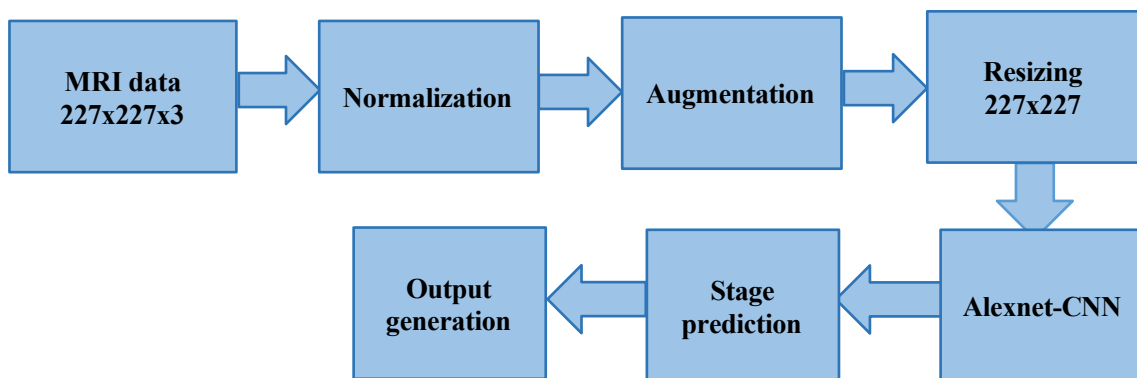 MRI data
227x227x3
Normalization
Augmentation
Resizing
227x227
Alexnet-CNN
Stage
prediction
Output
generation